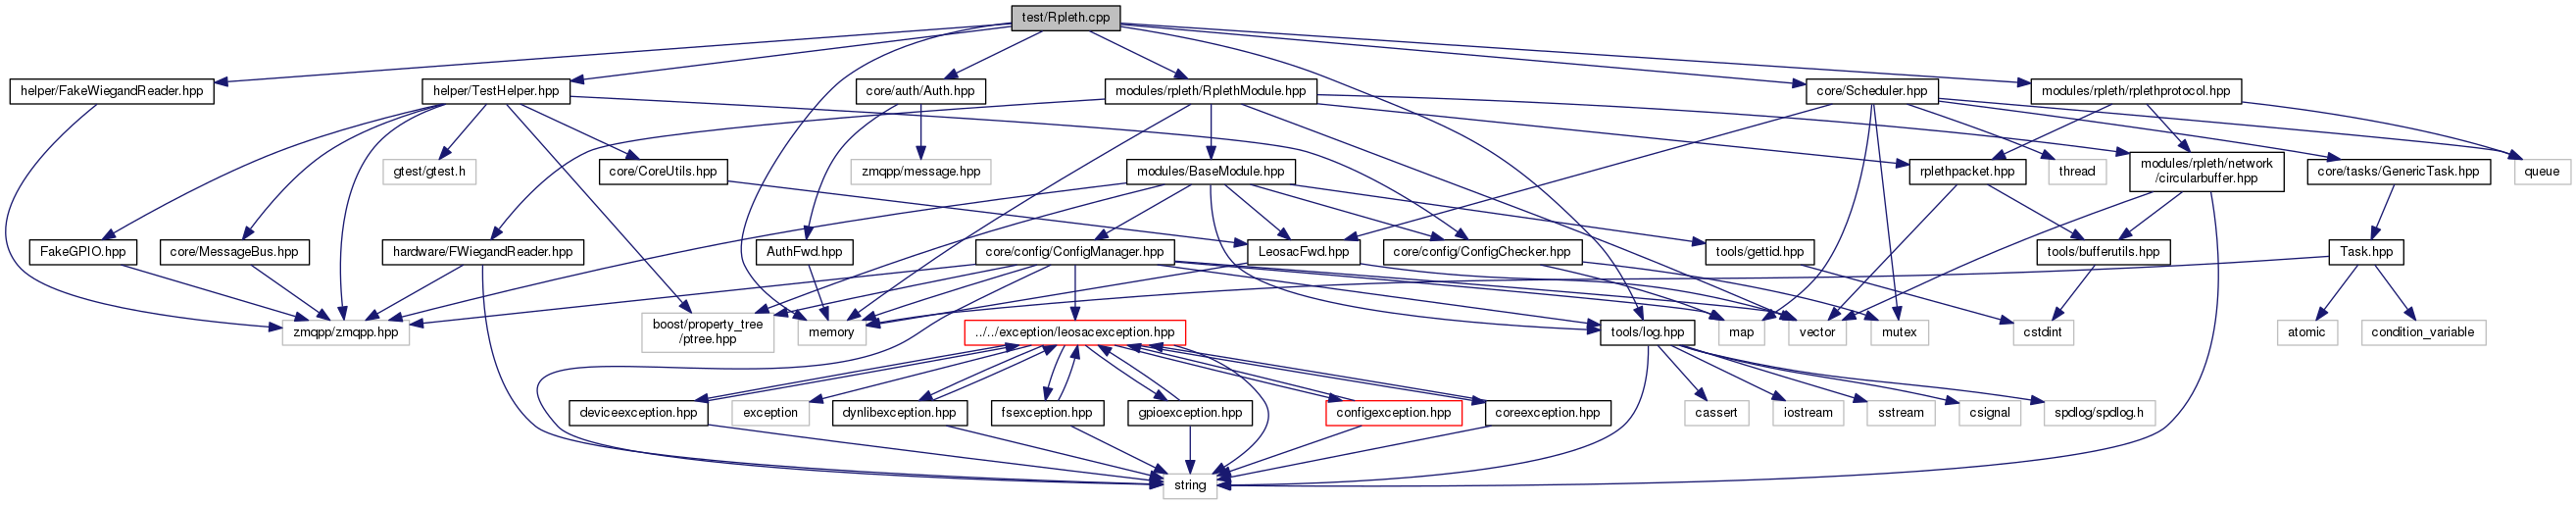 test/Rpleth.cpp
helper/FakeWiegandReader.hpp
helper/TestHelper.hpp
core/auth/Auth.hpp
modules/rpleth/RplethModule.hpp
core/Scheduler.hpp
modules/rpleth/rplethprotocol.hpp
gtest/gtest.h
core/CoreUtils.hpp
zmqpp/message.hpp
modules/BaseModule.hpp
rplethpacket.hpp
thread
modules/rpleth/network
/circularbuffer.hpp
core/tasks/GenericTask.hpp
queue
FakeGPIO.hpp
core/MessageBus.hpp
hardware/FWiegandReader.hpp
AuthFwd.hpp
core/config/ConfigManager.hpp
LeosacFwd.hpp
core/config/ConfigChecker.hpp
tools/gettid.hpp
tools/bufferutils.hpp
Task.hpp
zmqpp/zmqpp.hpp
boost/property_tree
/ptree.hpp
memory
../../exception/leosacexception.hpp
tools/log.hpp
map
vector
mutex
cstdint
atomic
condition_variable
deviceexception.hpp
exception
dynlibexception.hpp
fsexception.hpp
gpioexception.hpp
configexception.hpp
coreexception.hpp
cassert
iostream
sstream
csignal
spdlog/spdlog.h
string